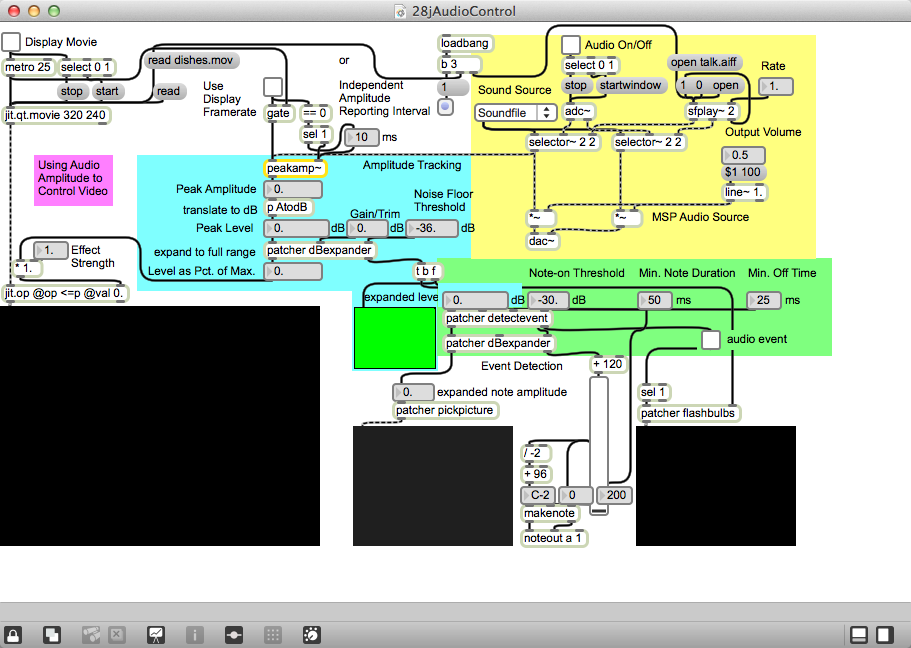 28jAudioControl
Display Movie
metro 25
select 0 1
stop
start
read dishes.mov
read
jit.qt.movie 320 240
or
Use
Display
Framerate
gate
== 0
sel 1
Independent
Amplitude
Reporting Interval
10
ms
loadbang
b 3
1
Audio On/Off
select 0 1
stop
startwindow
Sound Source
Soundfile
adc~
open talk.aiff
Rate
1 0 open
1.
sfplay~ 2
selector~ 2 2
selector~ 2 2
Output Volume
0.5
$1 100
line~ 1.
*~
*~
MSP Audio Source
dac~
Using Audio
Amplitude to
Control Video
peakamp~
Amplitude Tracking
Peak Amplitude
0.
translate to dB
p AtodB
Gain/Trim
Noise Floor
Threshold
Peak Level
0.
dB
0.
dB
-36.
dB
expand to full range
patcher dBexpander
Level as Pct. of Max.
0.
t b f
1.
Effect
Strength
* 1.
jit.op @op <=p @val 0.
Note-on Threshold
Min. Note Duration
Min. Off Time
expanded leve
0.
dB
-30.
dB
50
ms
25
ms
patcher detectevent
patcher dBexpander
audio event
Event Detection
+ 120
0.
expanded note amplitude
patcher pickpicture
sel 1
patcher flashbulbs
/ -2
+ 96
C-2
0
200
makenote
noteout a 1